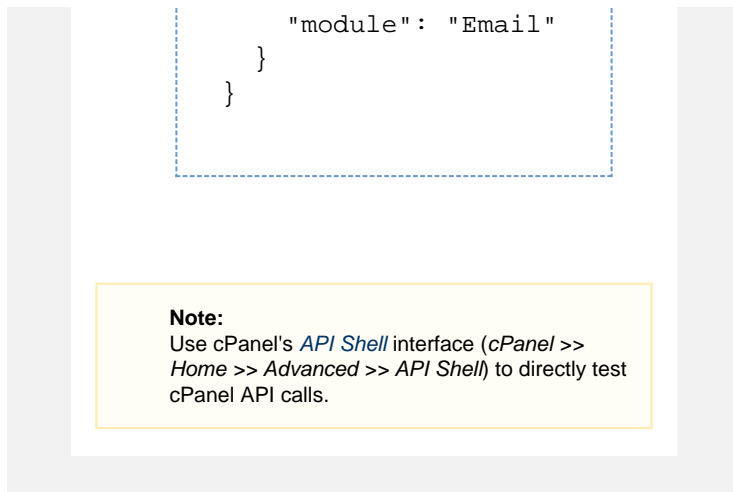 "module": "Email"
}
}
Note:
Use cPanel's API Shell interface (cPanel >>
Home >> Advanced >> API Shell) to directly test
cPanel API calls.